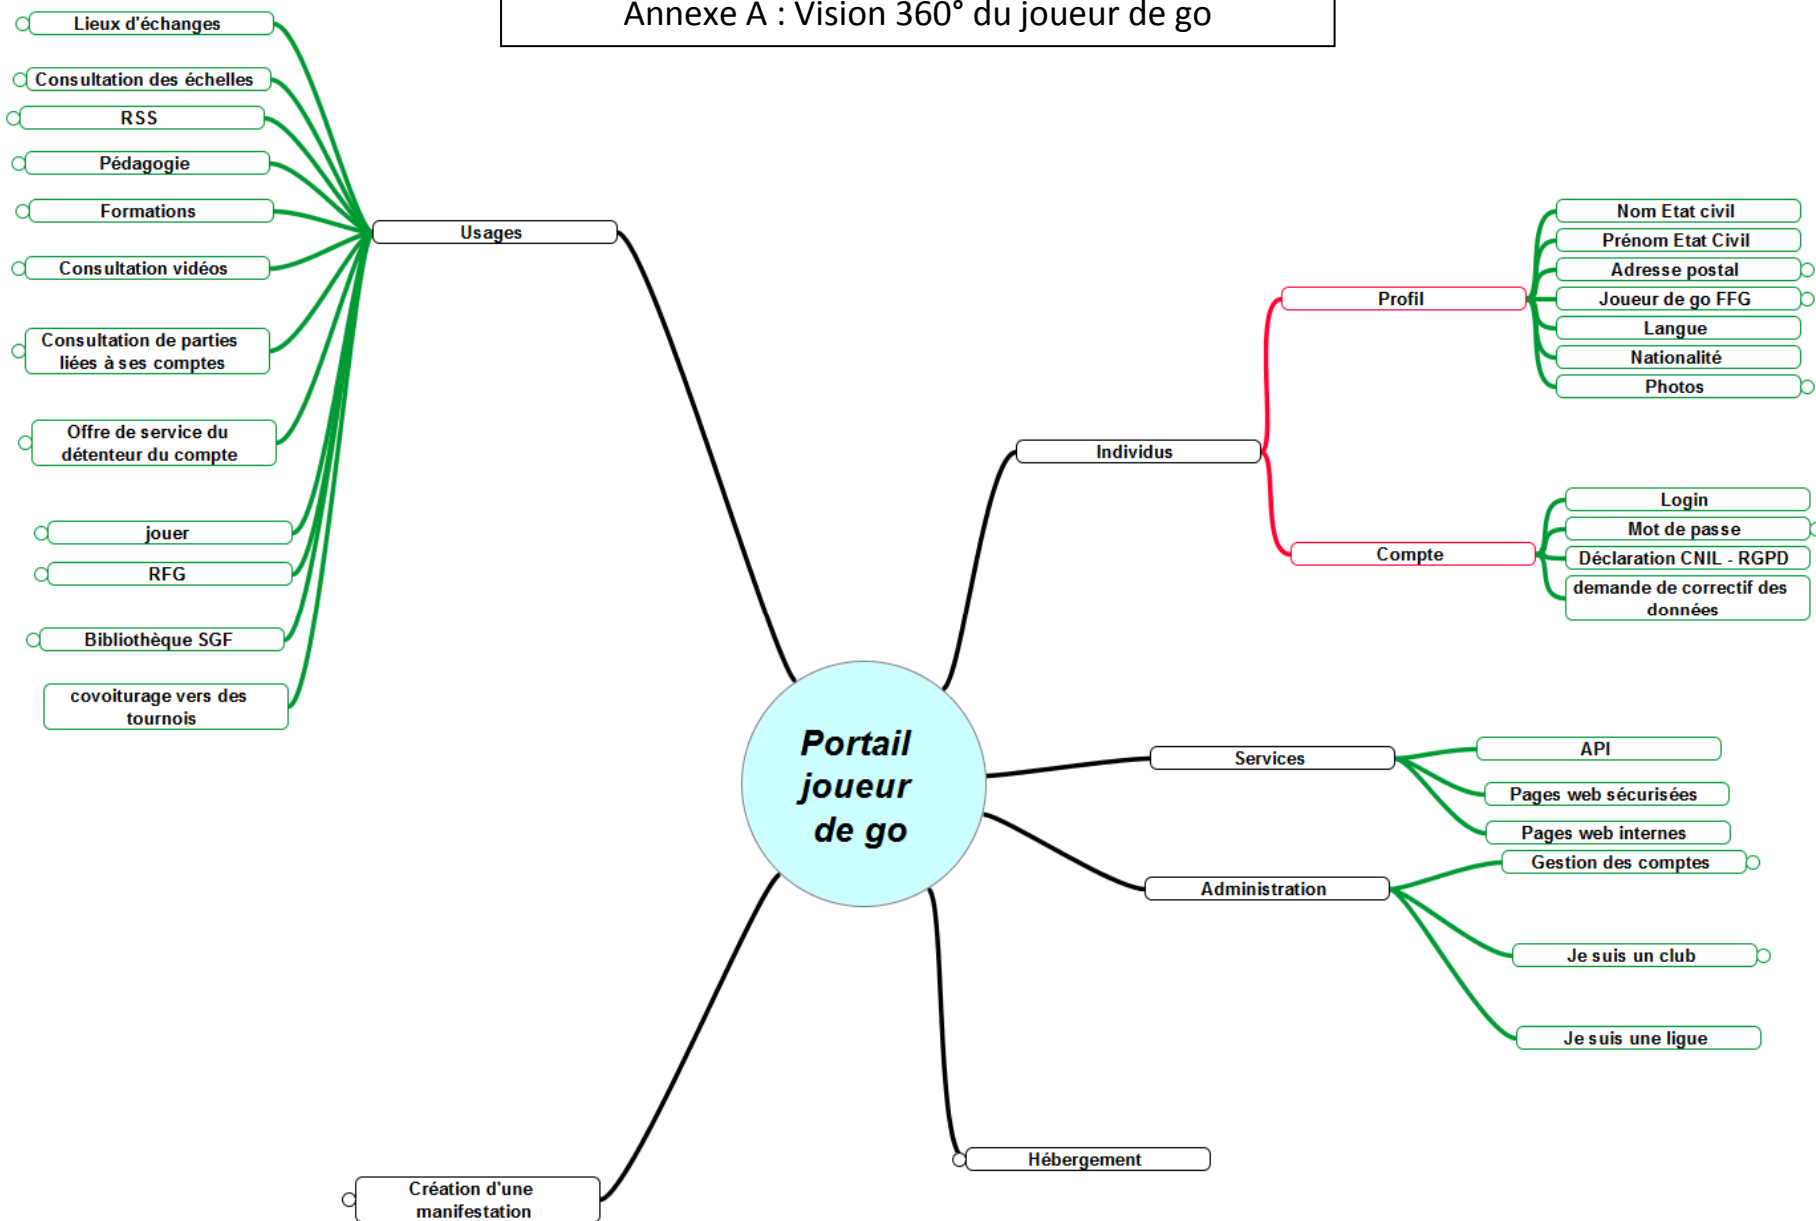 Annexe A : Vision 360° du joueur de go
Lieux d'échanges
Consultation des échelles
RSS
Pédagogie
Formations
Consultation vidéos
Consultation de parties
liées à ses comptes
Offre de service du
détenteur du compte
jouer
RFG
Bibliothèque SGF
covoiturage vers des
tournois
Usages
Individus
Profil
Nom Etat civil
Prénom Etat Civil
Adresse postal
Joueur de go FFG
Langue
Nationalité
Photos
Compte
Login
Mot de passe
Déclaration CNIL - RGPD
demande de correctif des
données
Portail
joueur
de go
Services
API
Pages web sécurisées
Pages web internes
Administration
Gestion des comptes
Je suis un club
Je suis une ligue
Hébergement
Création d'une
manifestation